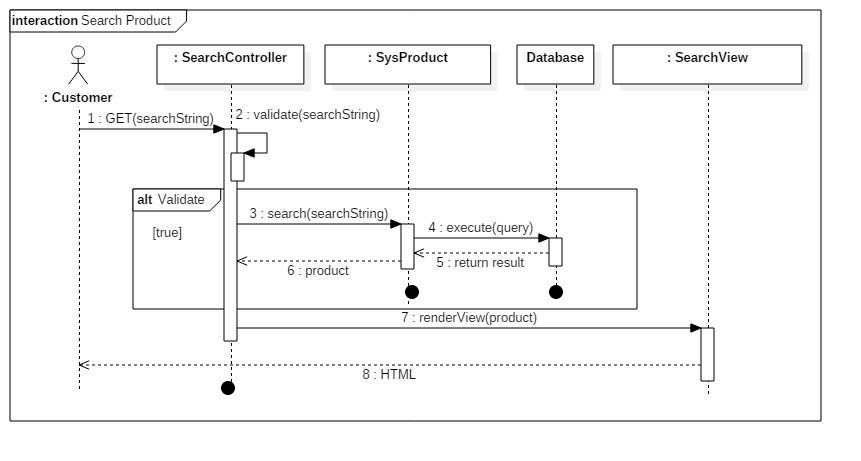 interaction Search Product
: SearchController
: SysProduct
Database
: SearchView
: Customer
1 : GET(searchString)
2 : validate(searchString)
alt Validate
[true]
3 : search(searchString)
4 : execute(query)
5 : return result
6 : product
7 : renderView(product)
8 : HTML